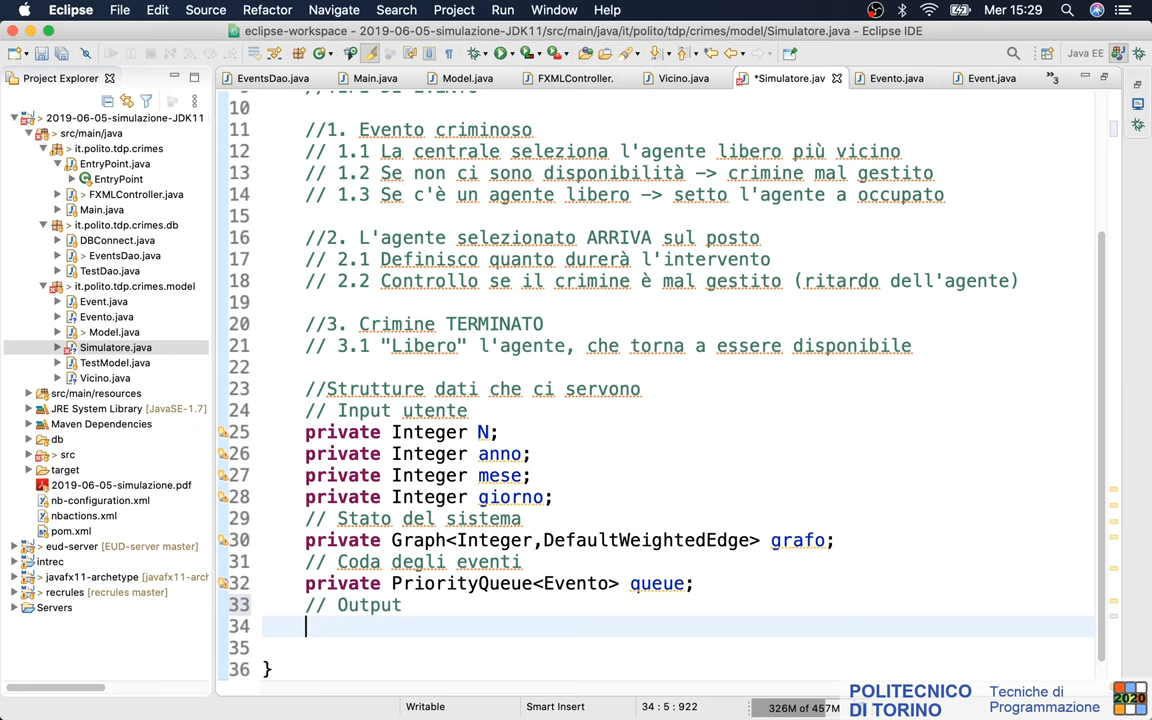 Eclipse File Edit Source Refactor Navigate Search Project Run Window Help Mer 15:29
eclipse-workspace - 2019-06-05-simulazione-JDK11/src/main/java/it/polito/tdp/crimes/model/Simulatore.java - Eclipse IDE
Java EE
Project Explorer
EventsDao.java Main.java Model.java FXMLController. Vicino.java *Simulatore.jav Evento.java Event.java »3
2019-06-05-simulazione-JDK11
src/main/java
it.polito.tdp.crimes
EntryPoint.java
EntryPoint
> FXMLController.java
Main.java
> it.polito.tdp.crimes.db
DBConnect.java
> EventsDao.java
TestDao.java
> it.polito.tdp.crimes.model
Event.java
Evento.java
> Model.java
Simulatore.java
TestModel.java
Vicino.java
src/main/resources
JRE System Library [JavaSE-1.7]
Maven Dependencies
db
> src
target
2019-06-05-simulazione.pdf
nb-configuration.xml
nbactions.xml
pom.xml
> eud-server [EUD-server master]
intrec
> javafx11-archetype [javafx11-arch
> recrules [recrules master]
Servers
10
11 //1. Evento criminoso
12 // 1.1 La centrale seleziona l'agente libero più vicino
13 // 1.2 Se non ci sono disponibilità -> crimine mal gestito
14 // 1.3 Se c'è un agente libero -> setto l'agente a occupato
15
16 //2. L'agente selezionato ARRIVA sul posto
17 // 2.1 Definisco quanto durerà l'intervento
18 // 2.2 Controllo se il crimine è mal gestito (ritardo dell'agente)
19
20 //3. Crimine TERMINATO
21 // 3.1 "Libero" l'agente, che torna a essere disponibile
22
23 //Strutture dati che ci servono
24 // Input utente
25 private Integer N;
26 private Integer anno;
27 private Integer mese;
28 private Integer giorno;
29 // Stato del sistema
30 private Graph<Integer,DefaultWeightedEdge> grafo;
31 // Coda degli eventi
32 private PriorityQueue<Evento> queue;
33 // Output
34
35
36 }
Writable Smart Insert 34 : 5 : 922 326M of 457M
POLITECNICO DI TORINO
Tecniche di Programmazione
2020